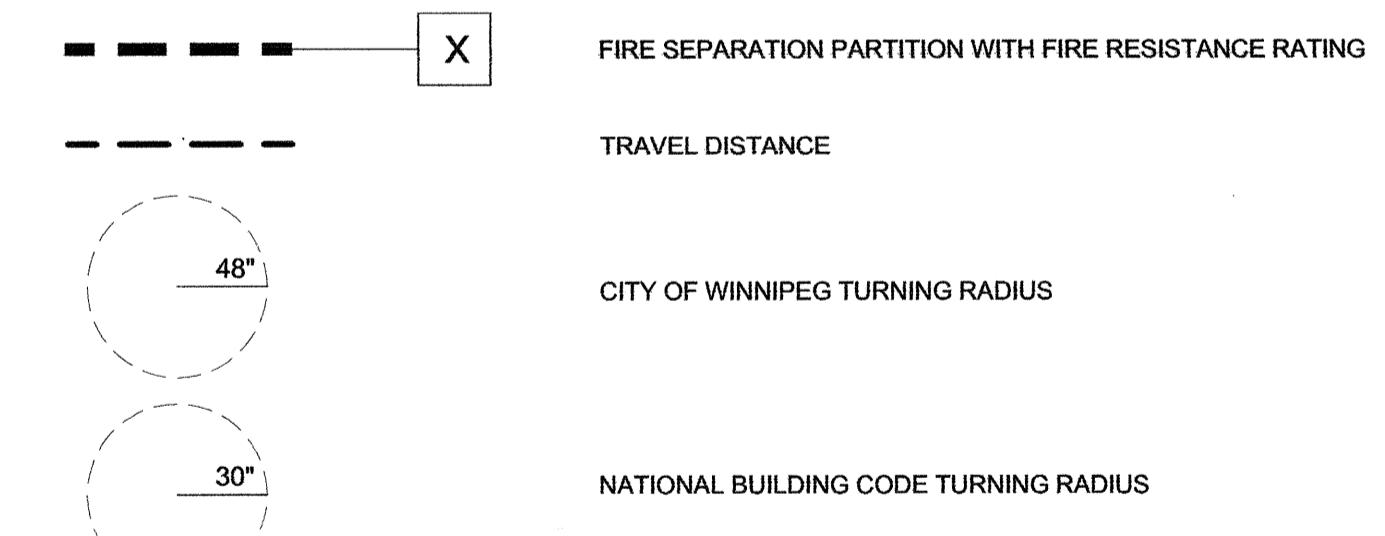 X FIRE SEPARATION PARTITION WITH FIRE RESISTANCE RATING
TRAVEL DISTANCE
48" CITY OF WINNIPEG TURNING RADIUS
30" NATIONAL BUILDING CODE TURNING RADIUS